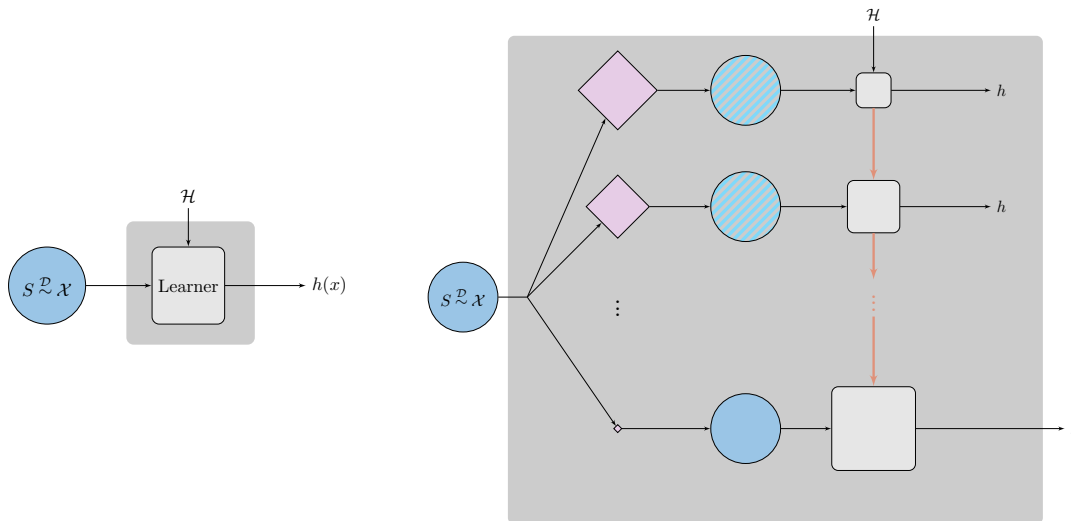 ℋ
S 𝒟∼ 𝒳
Learner
h(x)
ℋ
h
h
S 𝒟∼ 𝒳
⋮
⋮